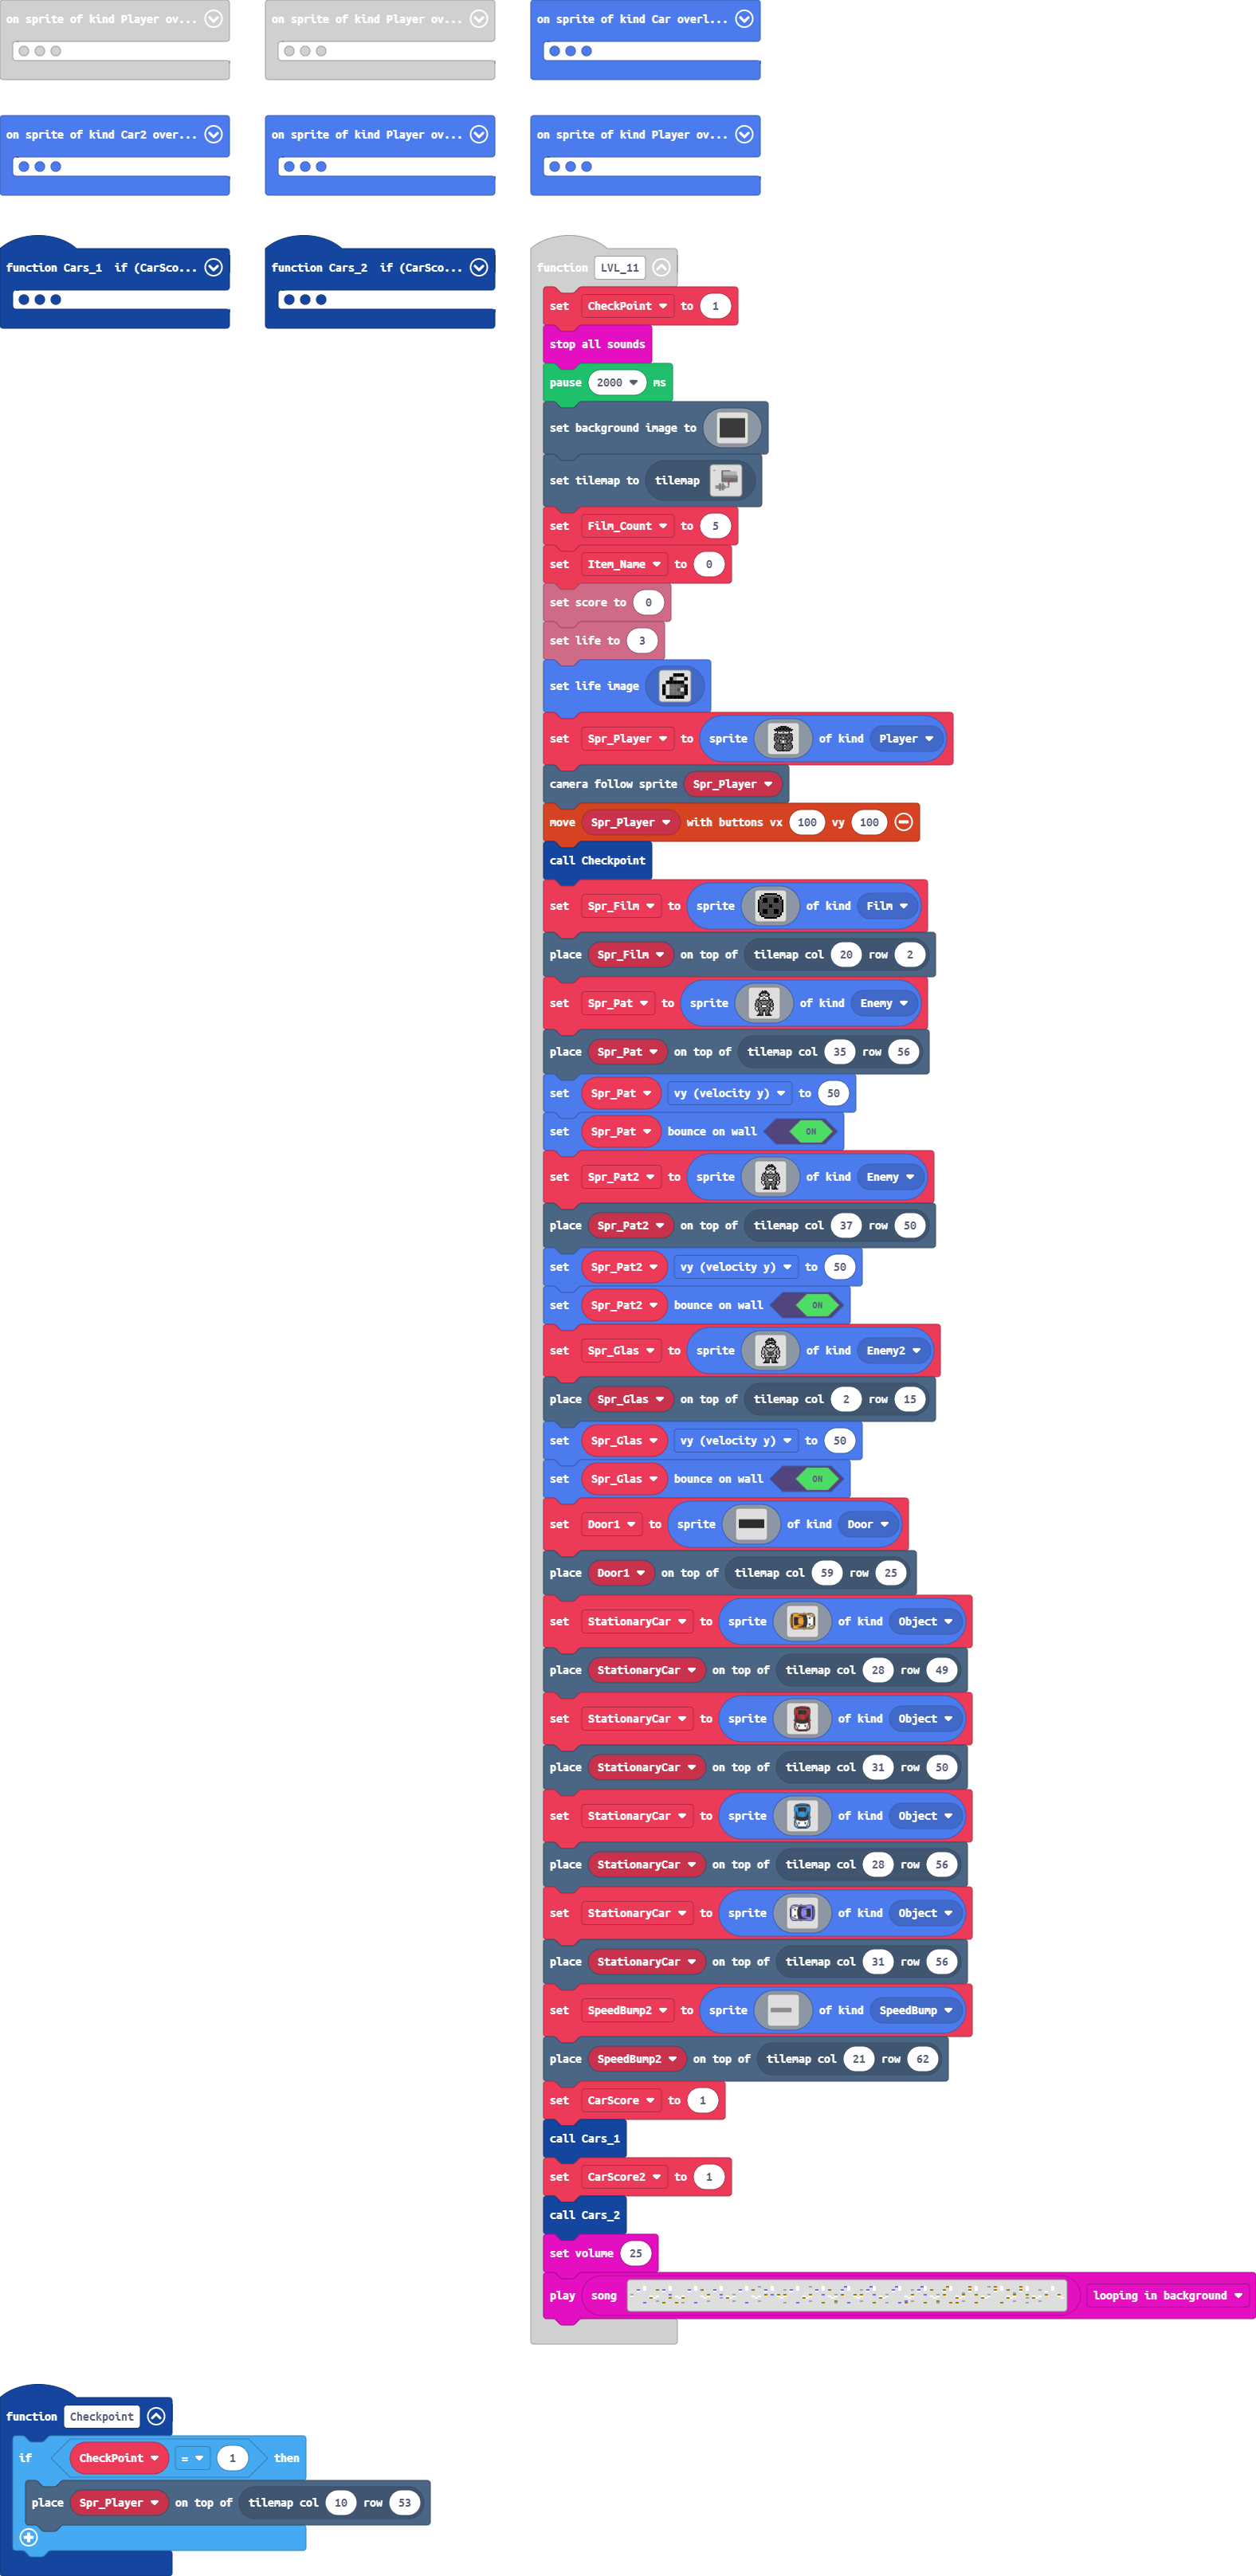 on sprite of kind Player ov...
on sprite of kind Player ov...
on sprite of kind Car overl...
on sprite of kind Car2 over...
on sprite of kind Player ov...
on sprite of kind Player ov...
function Cars_1 if (CarSco...
function Cars_2 if (CarSco...
function LVL_11
set CheckPoint to 1
stop all sounds
pause 2000 ms
set background image to
set tilemap to tilemap
set Film_Count to 5
set Item_Name to 0
set score to 0
set life to 3
set life image
set Spr_Player to sprite of kind Player
camera follow sprite Spr_Player
move Spr_Player with buttons vx 100 vy 100
call Checkpoint
set Spr_Film to sprite of kind Film
place Spr_Film on top of tilemap col 20 row 2
set Spr_Pat to sprite of kind Enemy
place Spr_Pat on top of tilemap col 35 row 56
set Spr_Pat vy (velocity y) to 50
set Spr_Pat bounce on wall ON
set Spr_Pat2 to sprite of kind Enemy
place Spr_Pat2 on top of tilemap col 37 row 50
set Spr_Pat2 vy (velocity y) to 50
set Spr_Pat2 bounce on wall ON
set Spr_Glas to sprite of kind Enemy2
place Spr_Glas on top of tilemap col 2 row 15
set Spr_Glas vy (velocity y) to 50
set Spr_Glas bounce on wall ON
set Door1 to sprite of kind Door
place Door1 on top of tilemap col 59 row 25
set StationaryCar to sprite of kind Object
place StationaryCar on top of tilemap col 28 row 49
set StationaryCar to sprite of kind Object
place StationaryCar on top of tilemap col 31 row 50
set StationaryCar to sprite of kind Object
place StationaryCar on top of tilemap col 28 row 56
set StationaryCar to sprite of kind Object
place StationaryCar on top of tilemap col 31 row 56
set SpeedBump2 to sprite of kind SpeedBump
place SpeedBump2 on top of tilemap col 21 row 62
set CarScore to 1
call Cars_1
set CarScore2 to 1
call Cars_2
set volume 25
play song looping in background
function Checkpoint
if CheckPoint = 1 then
place Spr_Player on top of tilemap col 10 row 53